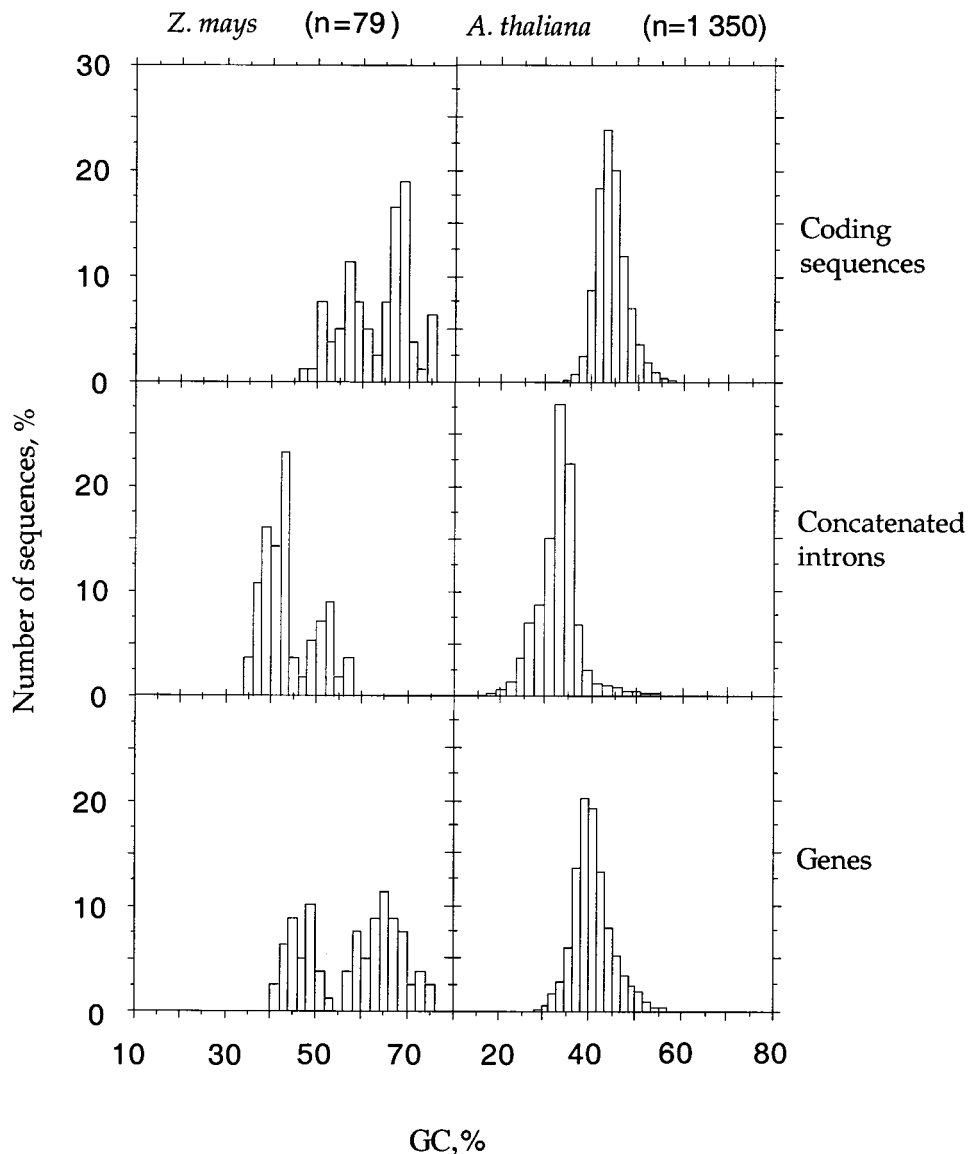 Z. mays (n=79) A. thaliana (n=1 350)
30
20
10
0
Coding
sequences
20
10
0
Concatenated
introns
20
10
0
Genes
Number of sequences, %
10 30 50 70 20 40 60 80
GC,%